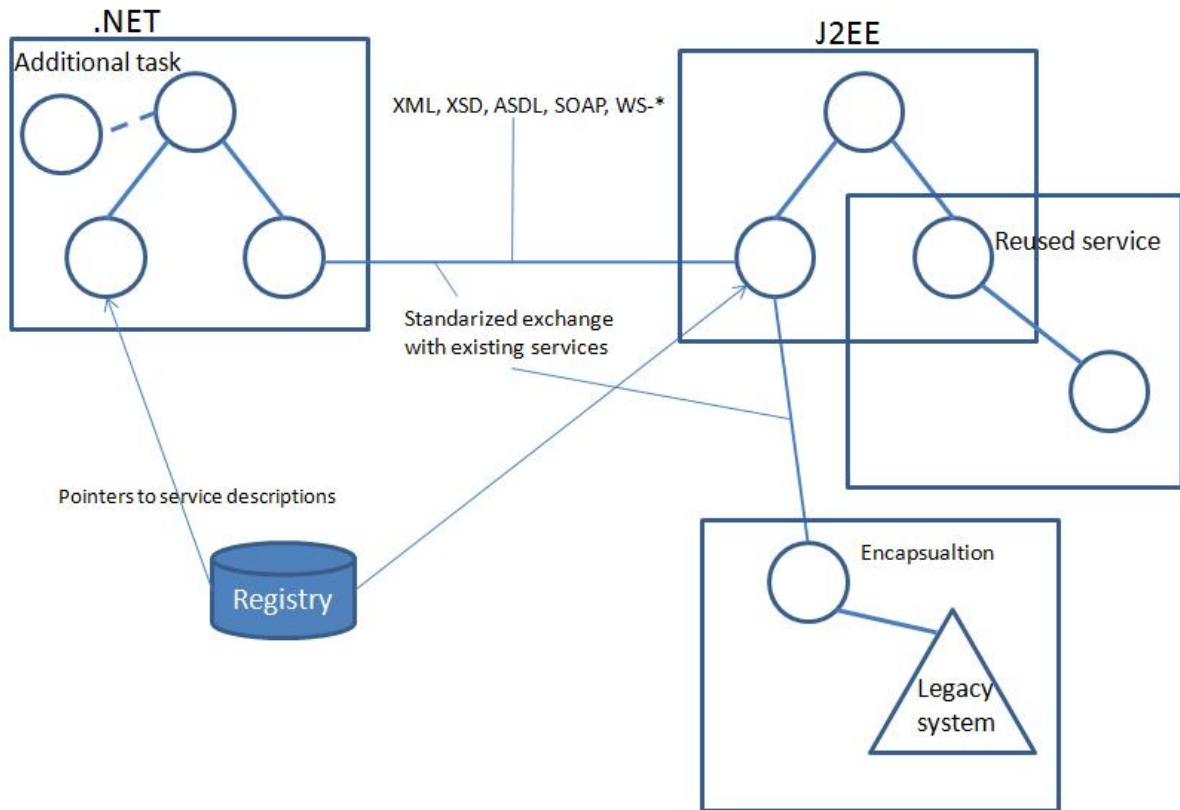 .NET
J2EE
Additional task
XML, XSD, ASDL, SOAP, WS-*
Reused service
Standarized exchange
with existing services
Pointers to service descriptions
Registry
Encapsualtion
Legacy
system